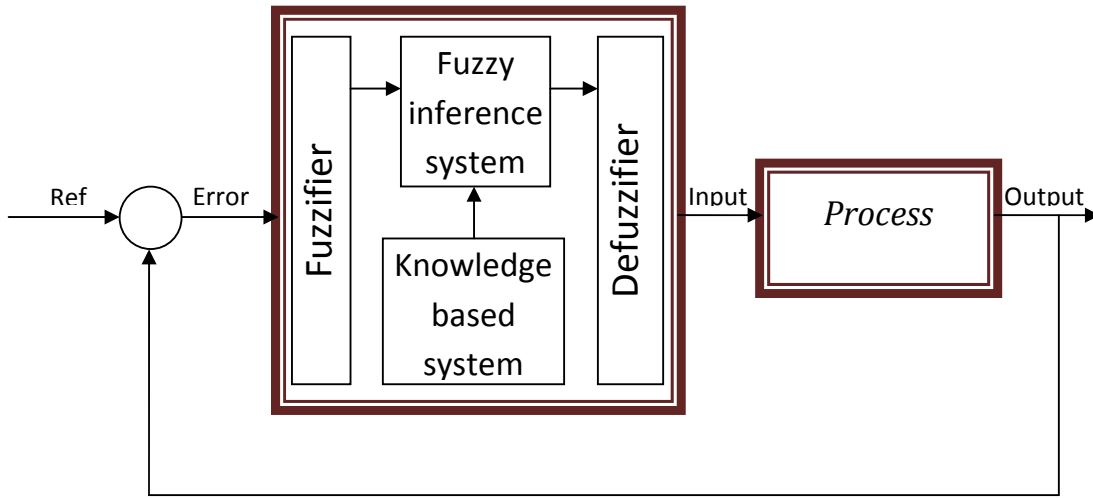 Ref
Error
Fuzzifier
Fuzzy
inference
system
Knowledge
based
system
Defuzzifier
Input
Process
Output